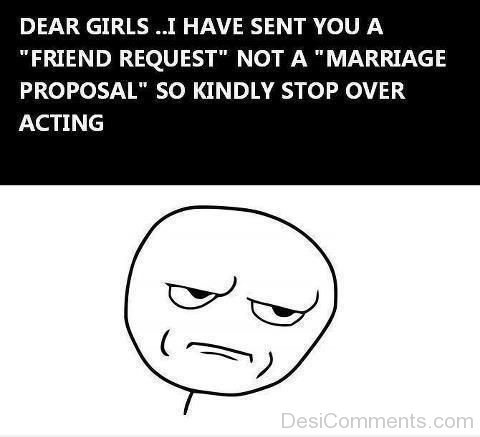 DEAR GIRLS ..I HAVE SENT YOU A
"FRIEND REQUEST" NOT A "MARRIAGE
PROPOSAL" SO KINDLY STOP OVER
ACTING
DesiComments.com